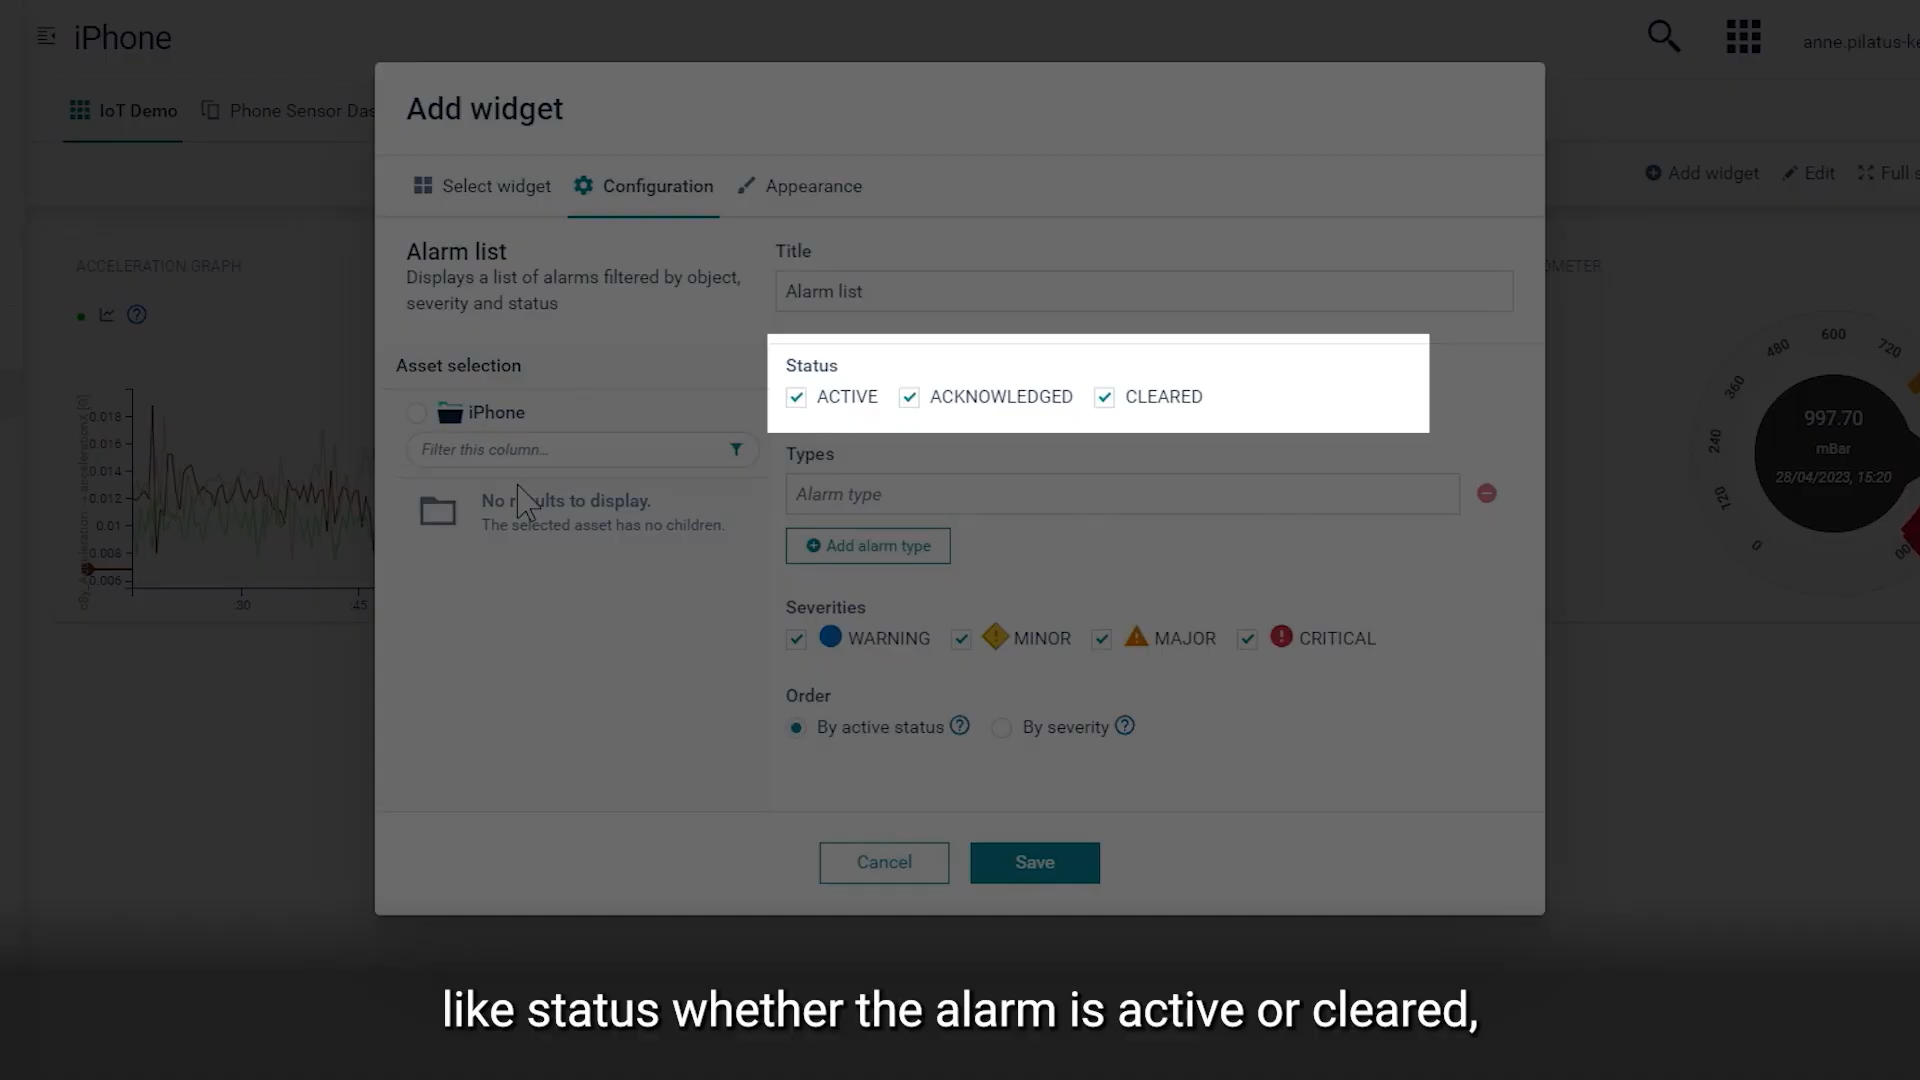 iPhone
anne.pilatus-ke
IoT Demo
Phone Sensor Das
Add widget
Edit
Full s
Add widget
Select widget
Configuration
Appearance
Alarm list
Displays a list of alarms filtered by object,
severity and status
Title
Alarm list
Asset selection
iPhone
Filter this column...
No results to display.
The selected asset has no children.
Status
ACTIVE
ACKNOWLEDGED
CLEARED
Types
Alarm type
Add alarm type
Severities
WARNING
MINOR
MAJOR
CRITICAL
Order
By active status
By severity
Cancel
Save
ACCELERATION GRAPH
0.018
0.016
0.014
0.012
0.01
0.008
0.006
:30
:45
OMETER
0
120
240
360
480
600
720
997.70
mBar
28/04/2023, 15:20
like status whether the alarm is active or cleared,